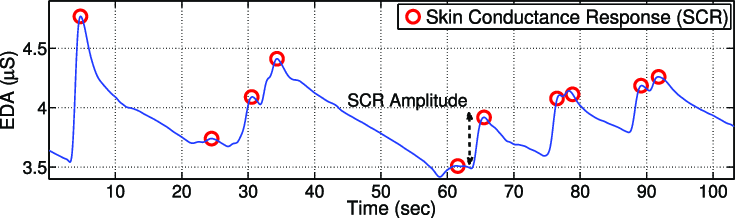 Skin Conductance Response (SCR)
EDA (µS)
4.5
4
3.5
SCR Amplitude
10 20 30 40 50 60 70 80 90 100
Time (sec)